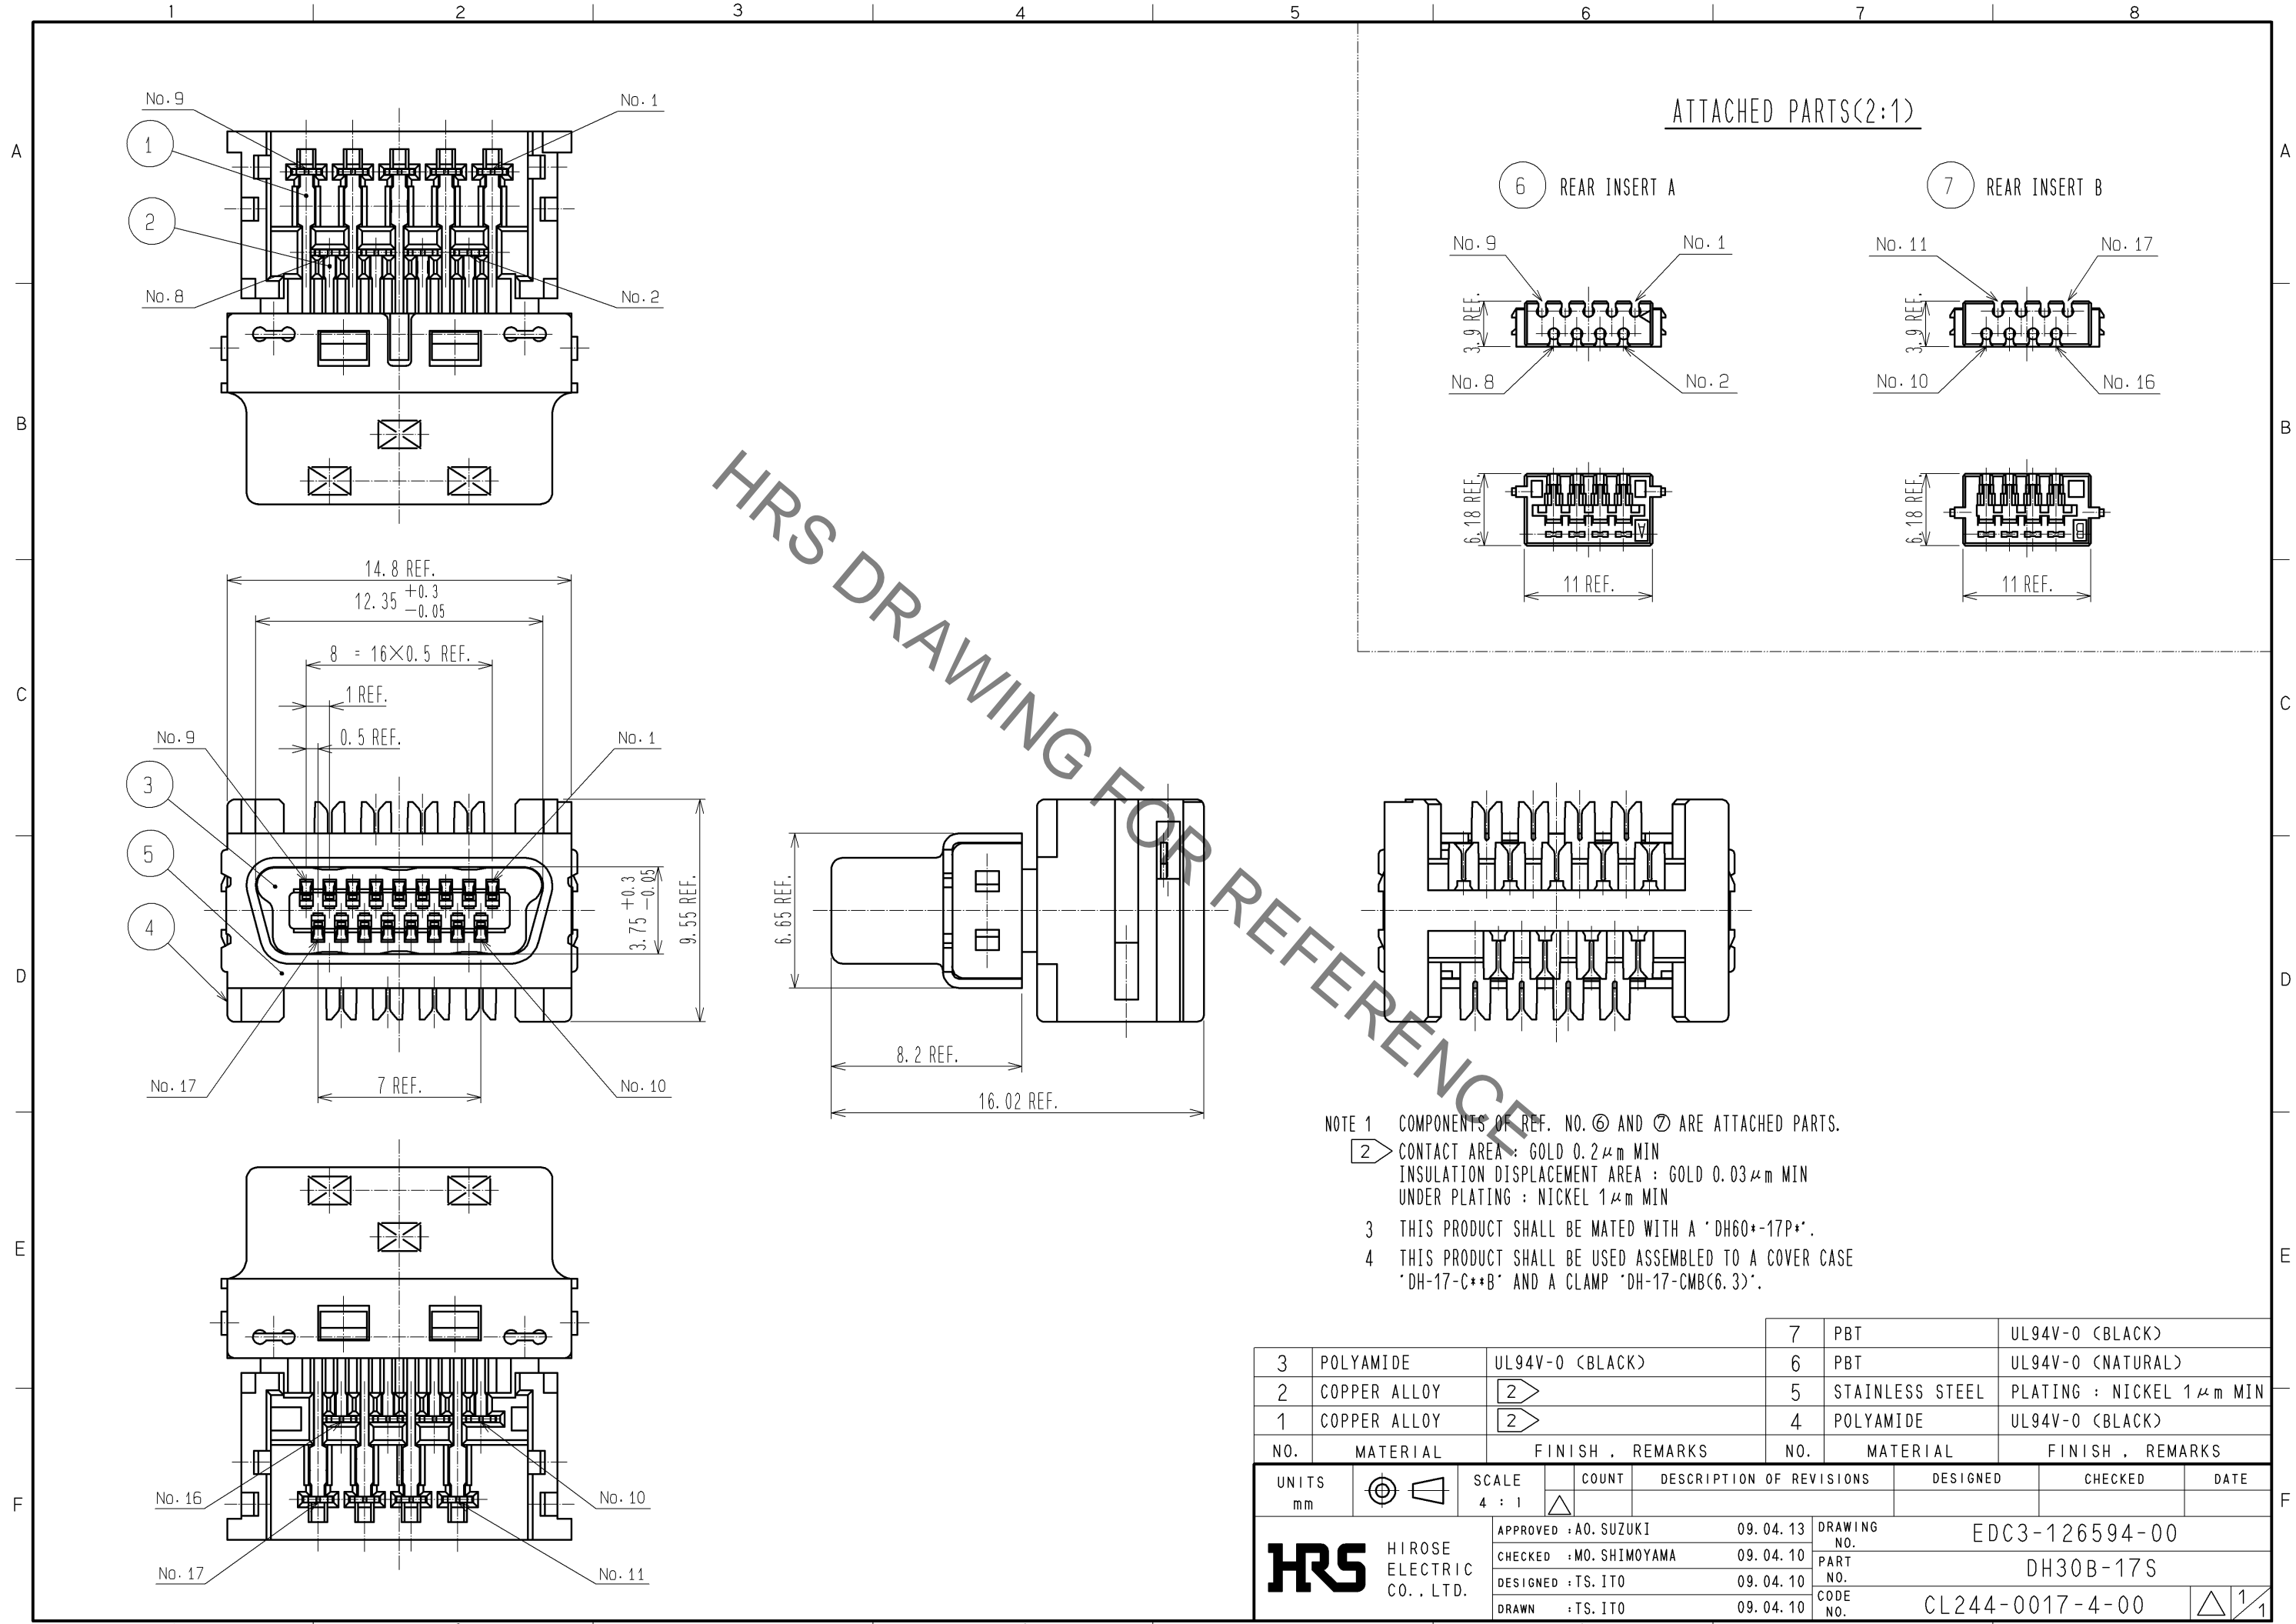 1 2 3 4 5 6 7 8
A
B
C
D
E
F
A
B
C
D
E
F
No. 9
No. 1
1
2
No. 8
No. 2
ATTACHED PARTS(2:1)
6 REAR INSERT A
7 REAR INSERT B
No. 9
No. 1
3.9 REF.
No. 8
No. 2
No. 11
No. 17
3.9 REF.
No. 10
No. 16
6.18 REF.
A
11 REF.
6.18 REF.
B
11 REF.
HRS DRAWING FOR REFERENCE
14.8 REF.
12.35 +0.3 -0.05
8 = 16×0.5 REF.
1 REF.
0.5 REF.
No. 9
No. 1
3
5
4
3.75 +0.3 -0.05
9.55 REF.
No. 17
7 REF.
No. 10
6.65 REF.
8.2 REF.
16.02 REF.
No. 16
No. 10
No. 17
No. 11
NOTE 1 COMPONENTS OF REF. NO. ⑥ AND ⑦ ARE ATTACHED PARTS.
2 CONTACT AREA : GOLD 0.2μm MIN
INSULATION DISPLACEMENT AREA : GOLD 0.03μm MIN
UNDER PLATING : NICKEL 1μm MIN
3 THIS PRODUCT SHALL BE MATED WITH A "DH60*-17P*".
4 THIS PRODUCT SHALL BE USED ASSEMBLED TO A COVER CASE
"DH-17-C**B" AND A CLAMP "DH-17-CMB(6.3)".
7 PBT UL94V-0 (BLACK)
3 POLYAMIDE UL94V-0 (BLACK) 6 PBT UL94V-0 (NATURAL)
2 COPPER ALLOY 2 5 STAINLESS STEEL PLATING : NICKEL 1μm MIN
1 COPPER ALLOY 2 4 POLYAMIDE UL94V-0 (BLACK)
NO. MATERIAL FINISH , REMARKS NO. MATERIAL FINISH , REMARKS
UNITS
mm
SCALE
4 : 1
COUNT DESCRIPTION OF REVISIONS DESIGNED CHECKED DATE
HRS
HIROSE
ELECTRIC
CO., LTD.
APPROVED : AO. SUZUKI 09.04.13
CHECKED : MO. SHIMOYAMA 09.04.10
DESIGNED : TS. ITO 09.04.10
DRAWN : TS. ITO 09.04.10
DRAWING NO. EDC3-126594-00
PART NO. DH30B-17S
CODE NO. CL244-0017-4-00
1/1